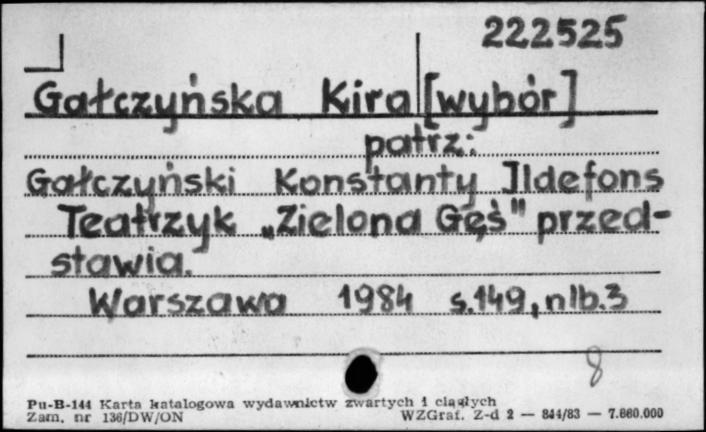 222525
Gałczyńska Kira [wybór]
patrz:
Gałczyński Konstanty Ildefons
Teatrzyk „Zielona Gęś" przed-
stawia.
Warszawa 1984 s.149, nlb.3
8
Pu-B-144 Karta katalogowa wydawnictw zwartych i ciągłych
Zam. nr 136/DW/ON WZGraf. Z-d 2 — 844/83 — 7.860.000